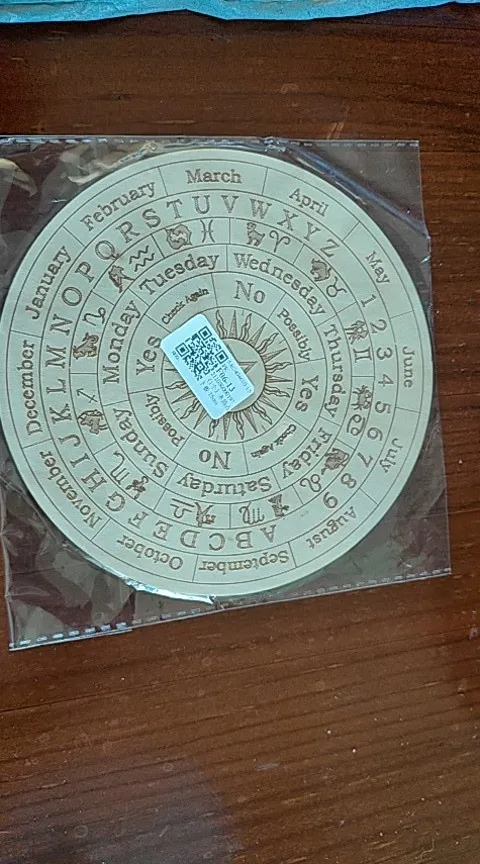 January
February
March
April
May
June
July
August
September
October
November
December
A B C D E F G H I J K L M N O P Q R S T U V W X Y Z 1 2 3 4 5 6 7 8 9
♈ ♉ ♊ ♋ ♌ ♍ ♎ ♏ ♐ ♑ ♒ ♓
Sunday
Monday
Tuesday
Wednesday
Thursday
Friday
Saturday
No
Possibly
Yes
Check Again
No
Possibly
Yes
Check Again